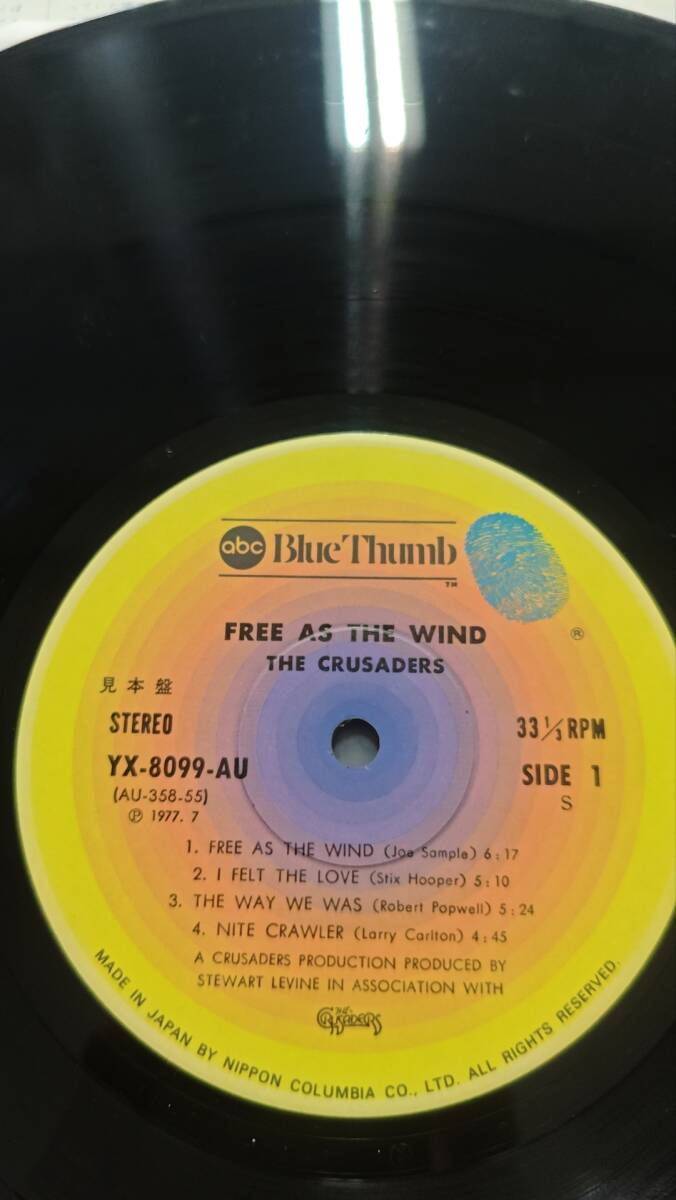 abc Blue Thumb
TM
FREE AS THE WIND
®
THE CRUSADERS
見本盤
STEREO
33 1/3 RPM
YX-8099-AU
SIDE 1
(AU-358-55)
S
Ⓟ 1977. 7
1. FREE AS THE WIND (Joe Sample) 6:17
2. I FELT THE LOVE (Stix Hooper) 5:10
3. THE WAY WE WAS (Robert Popwell) 5:24
4. NITE CRAWLER (Larry Carlton) 4:45
A CRUSADERS PRODUCTION PRODUCED BY
STEWART LEVINE IN ASSOCIATION WITH
THE CRUSADERS
MADE IN JAPAN BY NIPPON COLUMBIA CO., LTD. ALL RIGHTS RESERVED.